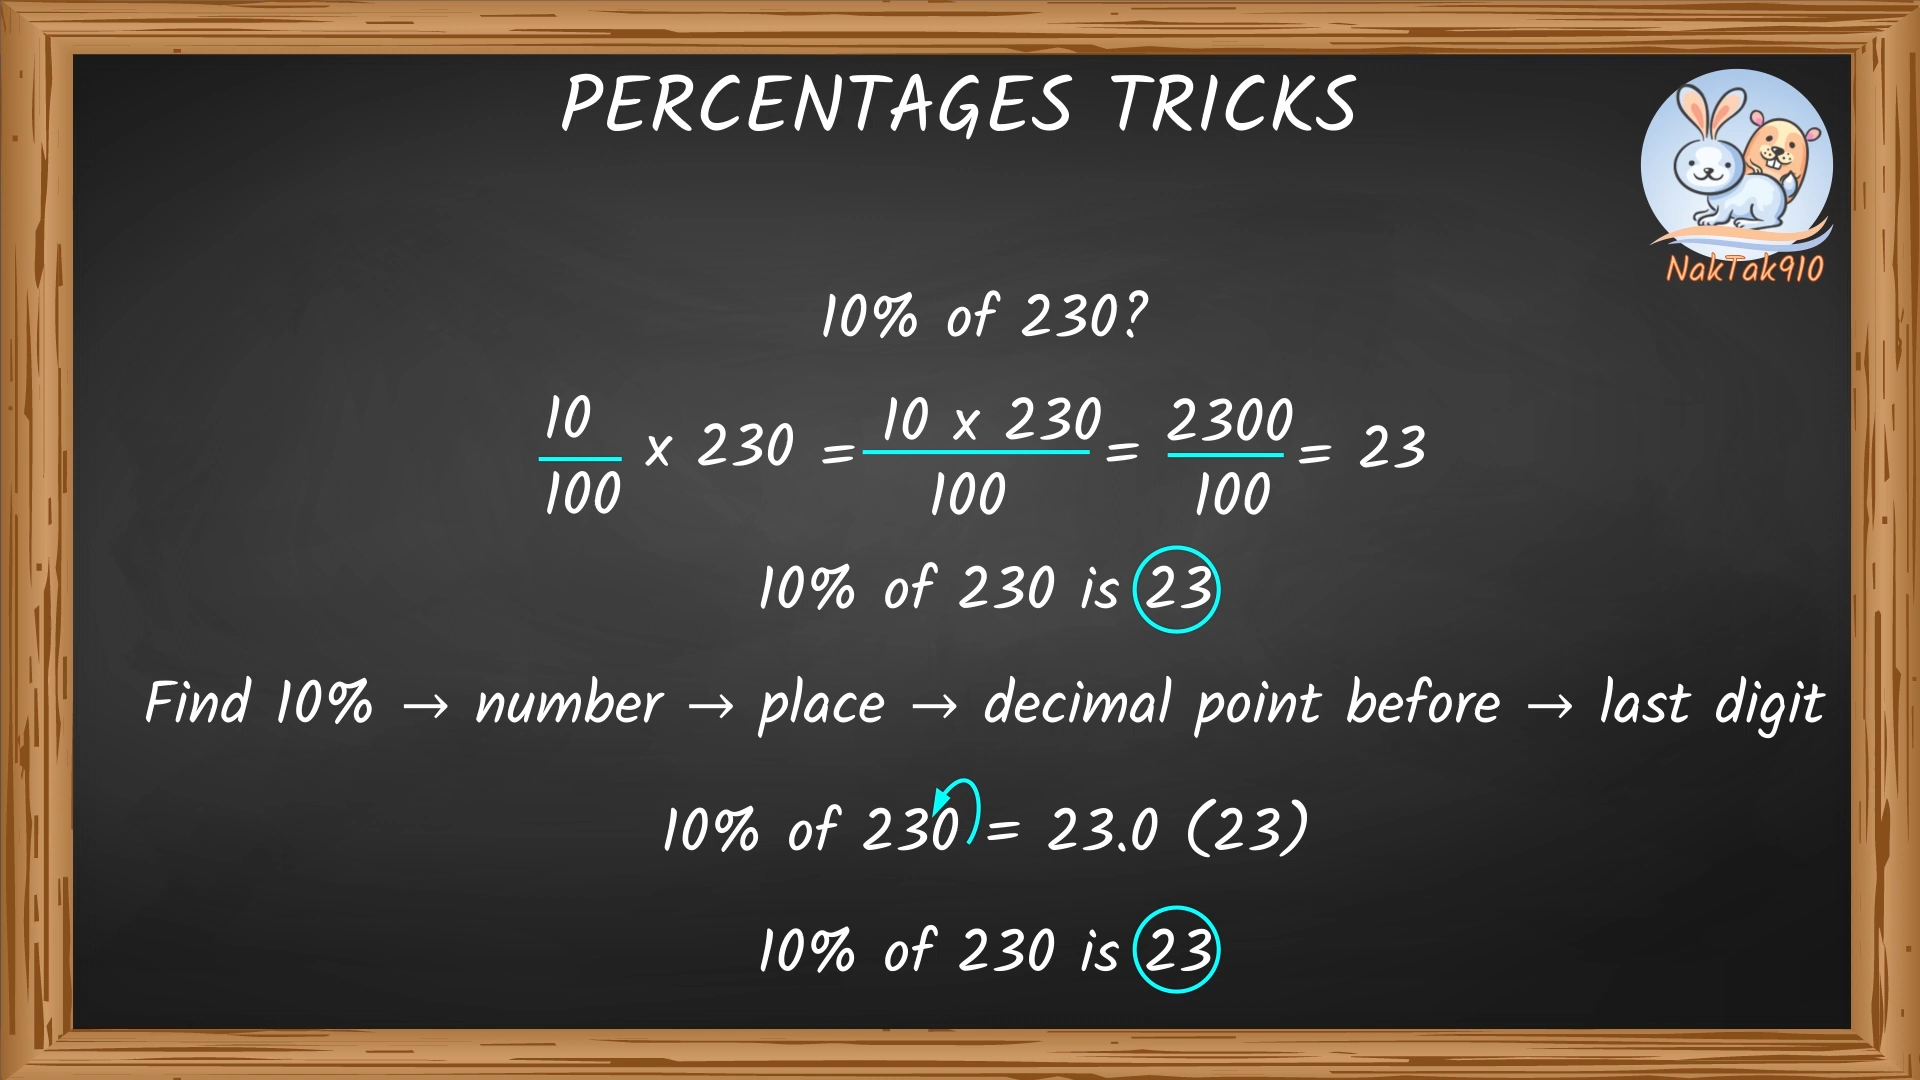 PERCENTAGES TRICKS
NakTak910
10% of 230?
10/100 x 230 = 10 x 230/100 = 2300/100 = 23
10% of 230 is 23
Find 10% → number → place → decimal point before → last digit
10% of 230 = 23.0 (23)
10% of 230 is 23